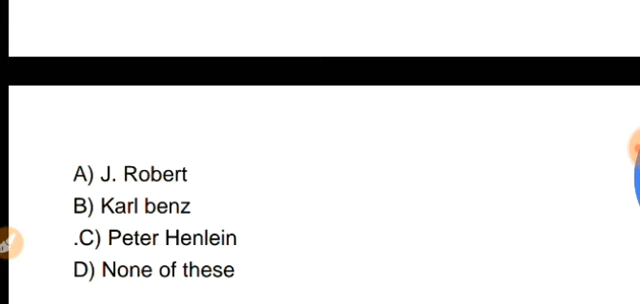 A) J. Robert
B) Karl benz
.C) Peter Henlein
D) None of these